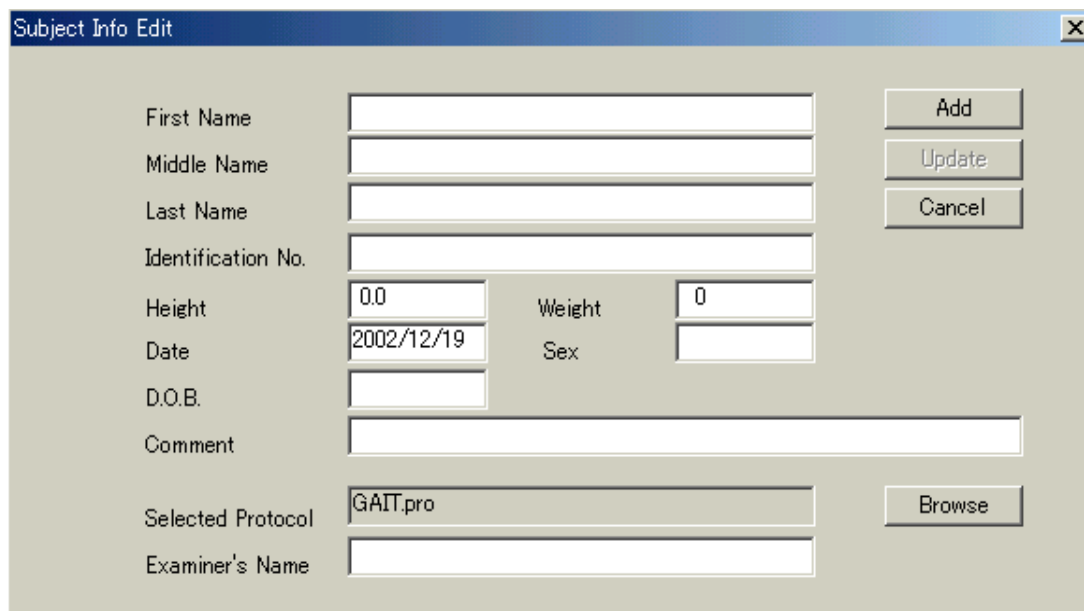 Subject Info Edit
First Name
Add
Middle Name
Update
Last Name
Cancel
Identification No.
Height 0.0 Weight 0
Date 2002/12/19 Sex
D.O.B.
Comment
Selected Protocol GAIT.pro Browse
Examiner's Name